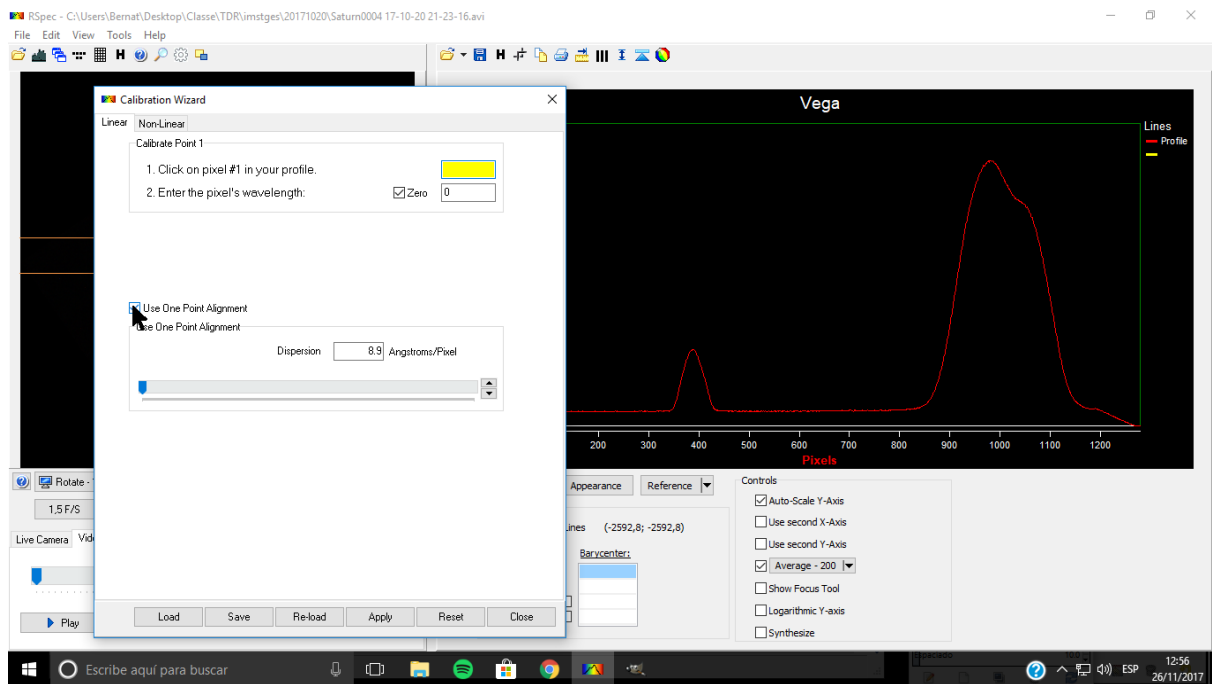 RSpec - C:\Users\Bernat\Desktop\Classe\TDR\imstges\20171020\Saturn0004 17-10-20 21-23-16.avi
File Edit View Tools Help
Calibration Wizard
Linear Non-Linear
Calibrate Point 1
1. Click on pixel #1 in your profile.
2. Enter the pixel's wavelength: Zero 0
Use One Point Alignment
Use One Point Alignment
Dispersion 8.9 Angstroms/Pixel
Load Save Re-load Apply Reset Close
Vega
Lines
Profile
200 300 400 500 600 700 800 900 1000 1100 1200
Pixels
Rotate -
1,5 F/S
Live Camera Vid
Play
Appearance Reference
Lines (-2592,8; -2592,8)
Barycenter:
Controls
Auto-Scale Y-Axis
Use second X-Axis
Use second Y-Axis
Average - 200
Show Focus Tool
Logarithmic Y-axis
Synthesize
Escribe aquí para buscar
ESP
12:56
26/11/2017